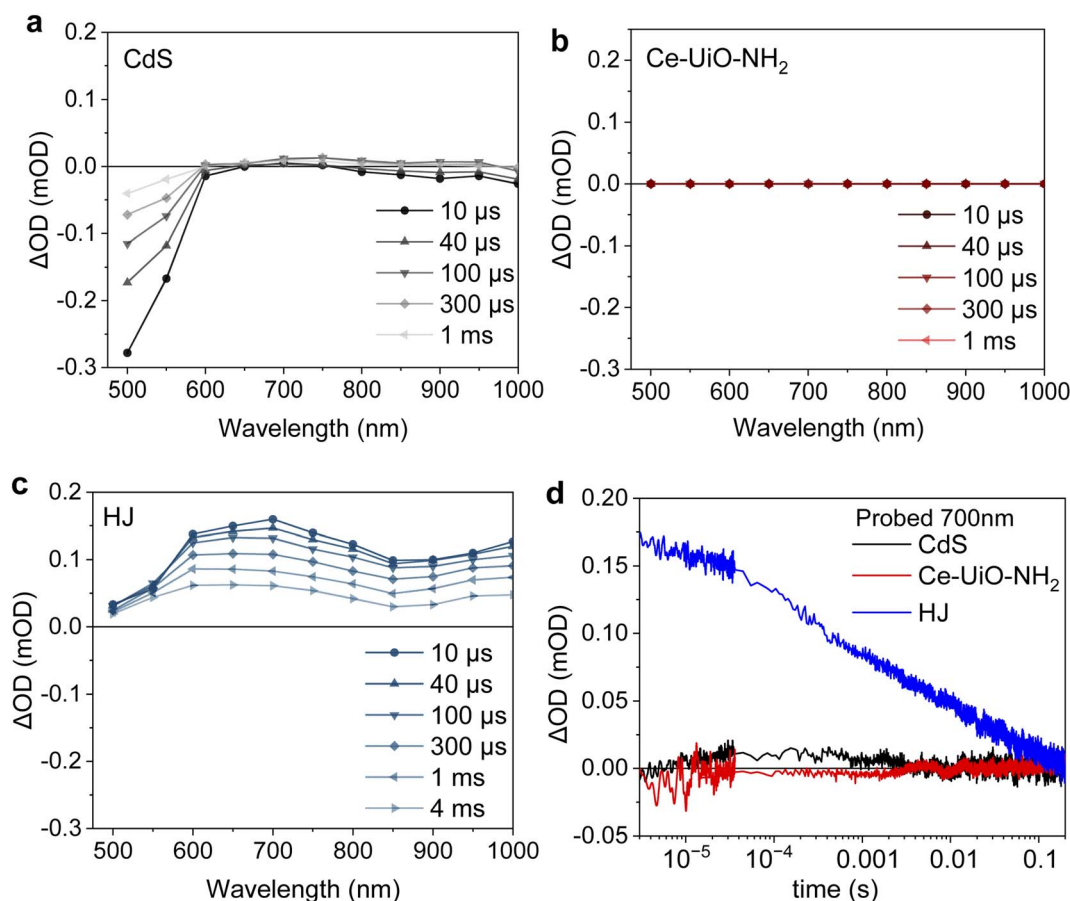 a
CdS
0.2
0.1
0.0
-0.1
-0.2
-0.3
ΔOD (mOD)
10 μs
40 μs
100 μs
300 μs
1 ms
500 600 700 800 900 1000
Wavelength (nm)
b
Ce-UiO-NH₂
0.2
0.1
0.0
-0.1
-0.2
-0.3
ΔOD (mOD)
10 μs
40 μs
100 μs
300 μs
1 ms
500 600 700 800 900 1000
Wavelength (nm)
c
HJ
0.2
0.1
0.0
-0.1
-0.2
-0.3
ΔOD (mOD)
10 μs
40 μs
100 μs
300 μs
1 ms
4 ms
500 600 700 800 900 1000
Wavelength (nm)
d
0.20
0.15
0.10
0.05
0.00
-0.05
ΔOD (mOD)
Probed 700nm
CdS
Ce-UiO-NH₂
HJ
10⁻⁵ 10⁻⁴ 0.001 0.01 0.1
time (s)